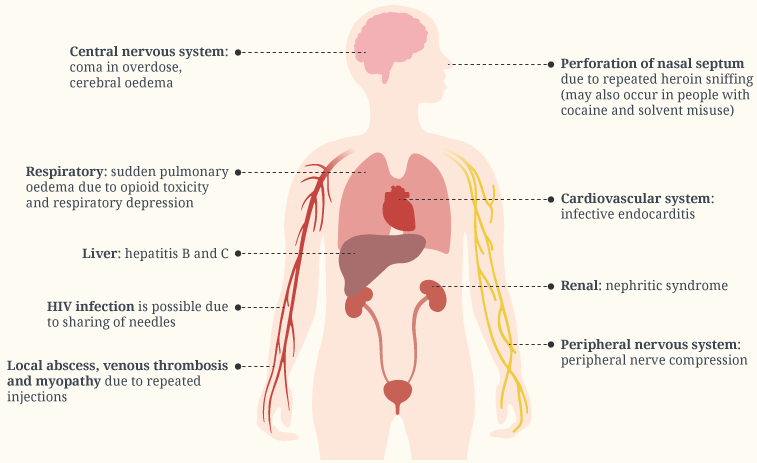 Central nervous system:
coma in overdose,
cerebral oedema
Respiratory: sudden pulmonary
oedema due to opioid toxicity
and respiratory depression
Liver: hepatitis B and C
HIV infection is possible due
to sharing of needles
Local abscess, venous thrombosis
and myopathy due to repeated
injections
Perforation of nasal septum
due to repeated heroin sniffing
(may also occur in people with
cocaine and solvent misuse)
Cardiovascular system:
infective endocarditis
Renal: nephritic syndrome
Peripheral nervous system:
peripheral nerve compression